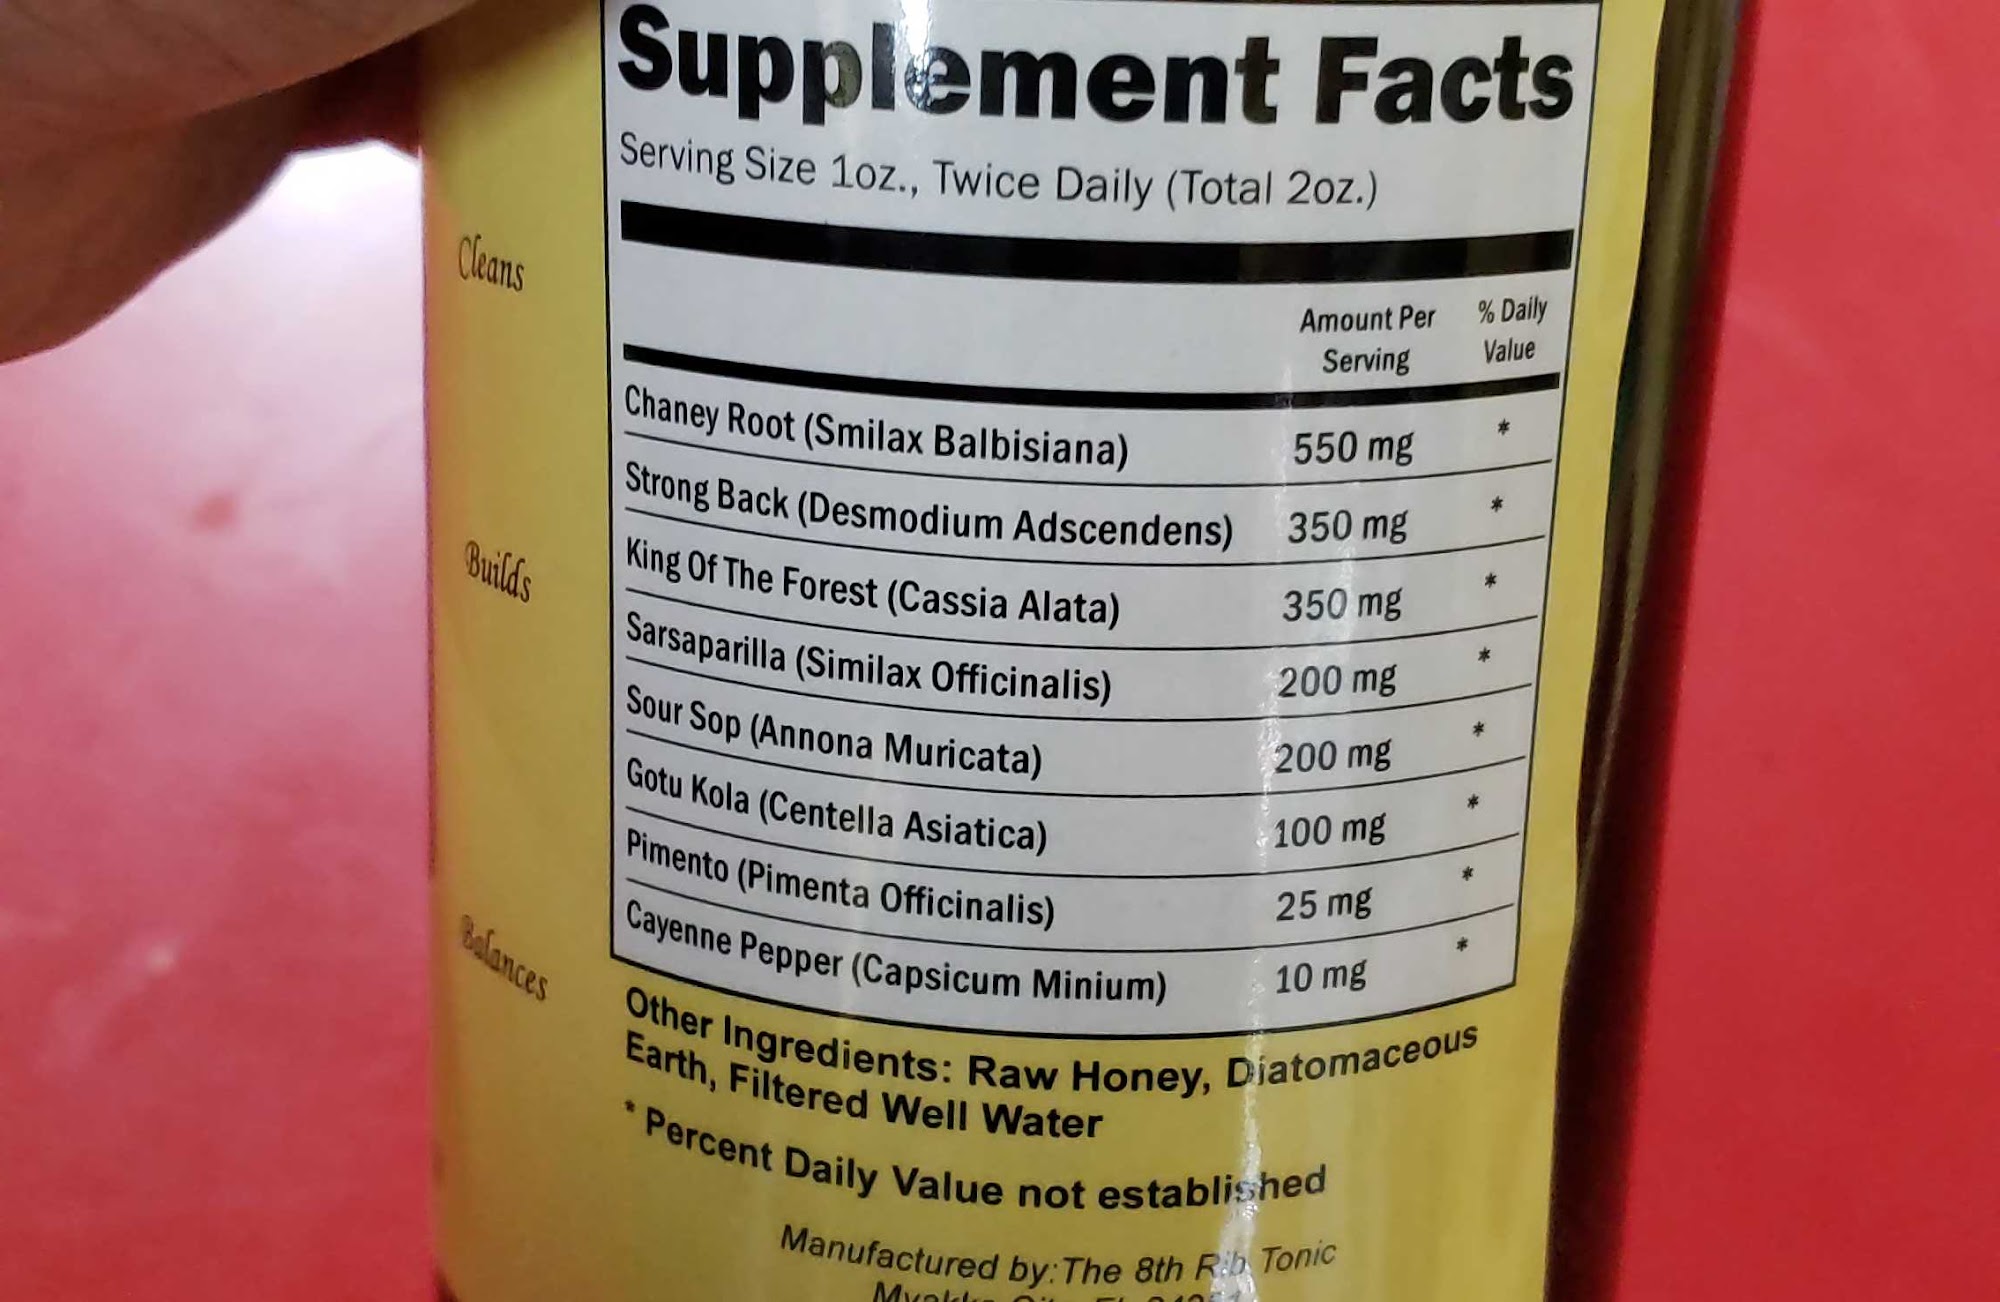 Supplement Facts
Serving Size 1oz., Twice Daily (Total 2oz.)
Amount Per Serving % Daily Value
Chaney Root (Smilax Balbisiana) 550 mg *
Strong Back (Desmodium Adscendens) 350 mg *
King Of The Forest (Cassia Alata) 350 mg *
Sarsaparilla (Similax Officinalis) 200 mg *
Sour Sop (Annona Muricata) 200 mg *
Gotu Kola (Centella Asiatica) 100 mg *
Pimento (Pimenta Officinalis) 25 mg *
Cayenne Pepper (Capsicum Minium) 10 mg *
Other Ingredients: Raw Honey, Diatomaceous
Earth, Filtered Well Water
* Percent Daily Value not established
Manufactured by: The 8th Rib Tonic
Cleans
Builds
Balances